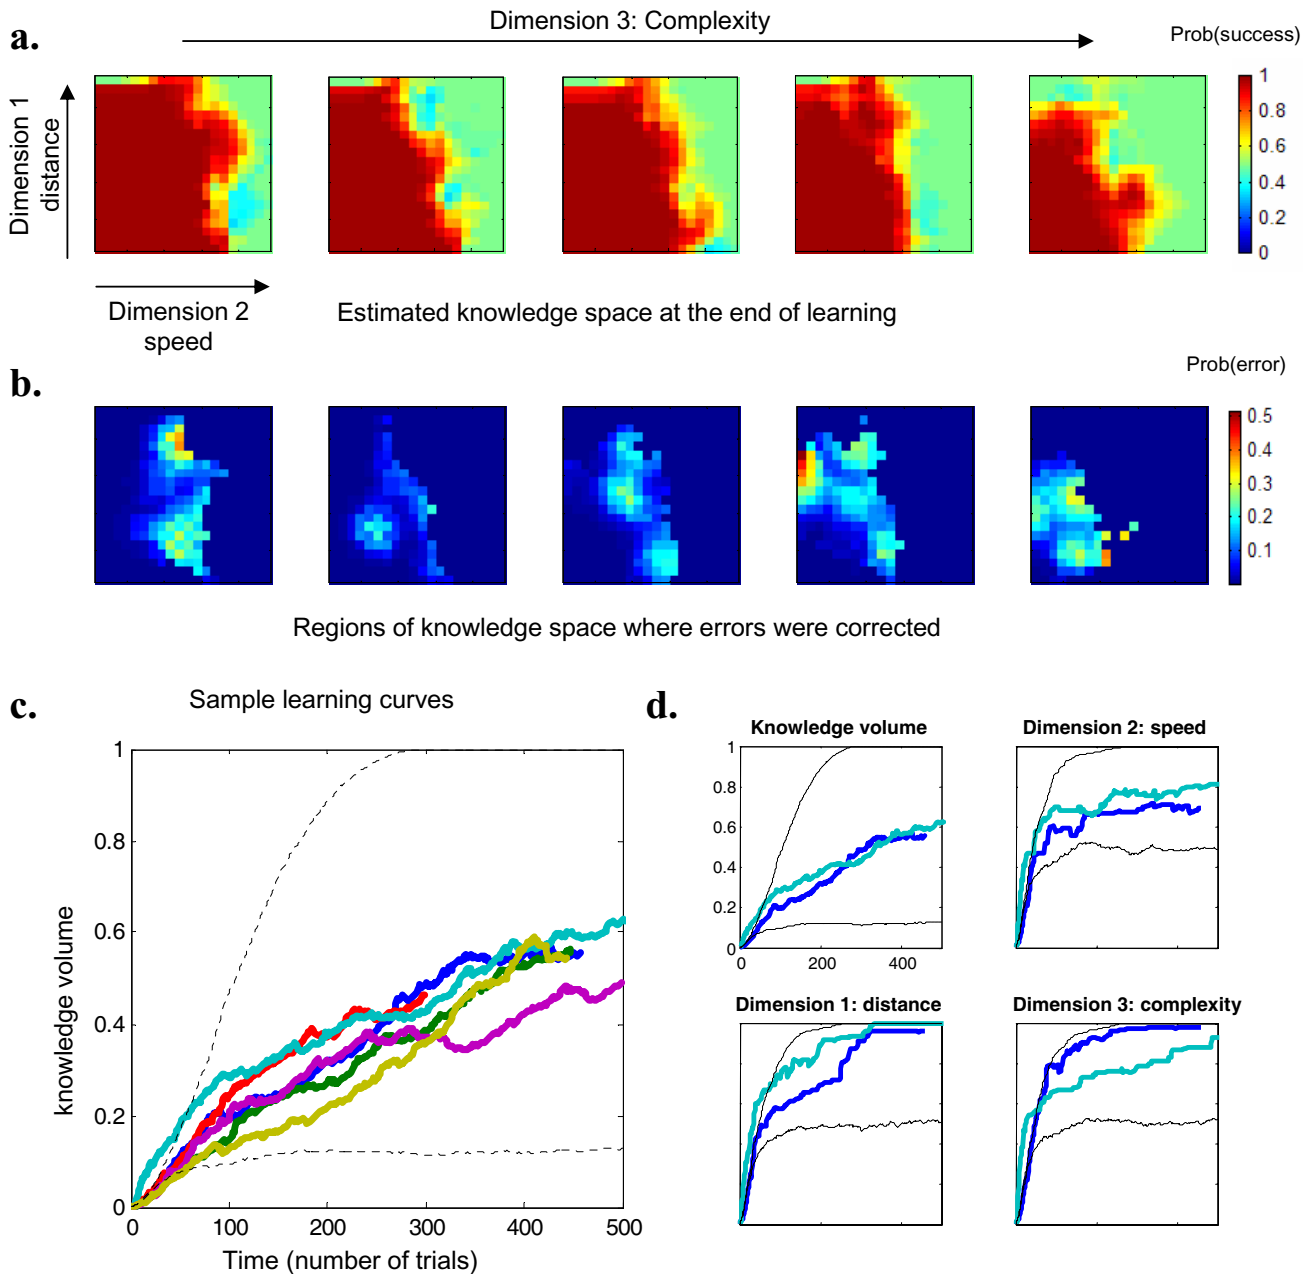 a.
Dimension 3: Complexity
Prob(success)
Dimension 1
distance
1
0.8
0.6
0.4
0.2
0
Dimension 2
speed
Estimated knowledge space at the end of learning
b.
Prob(error)
0.5
0.4
0.3
0.2
0.1
Regions of knowledge space where errors were corrected
c.
Sample learning curves
knowledge volume
1
0.8
0.6
0.4
0.2
0
0 100 200 300 400 500
Time (number of trials)
d.
Knowledge volume
1
0.8
0.6
0.4
0.2
0
0 200 400
Dimension 2: speed
Dimension 1: distance
Dimension 3: complexity